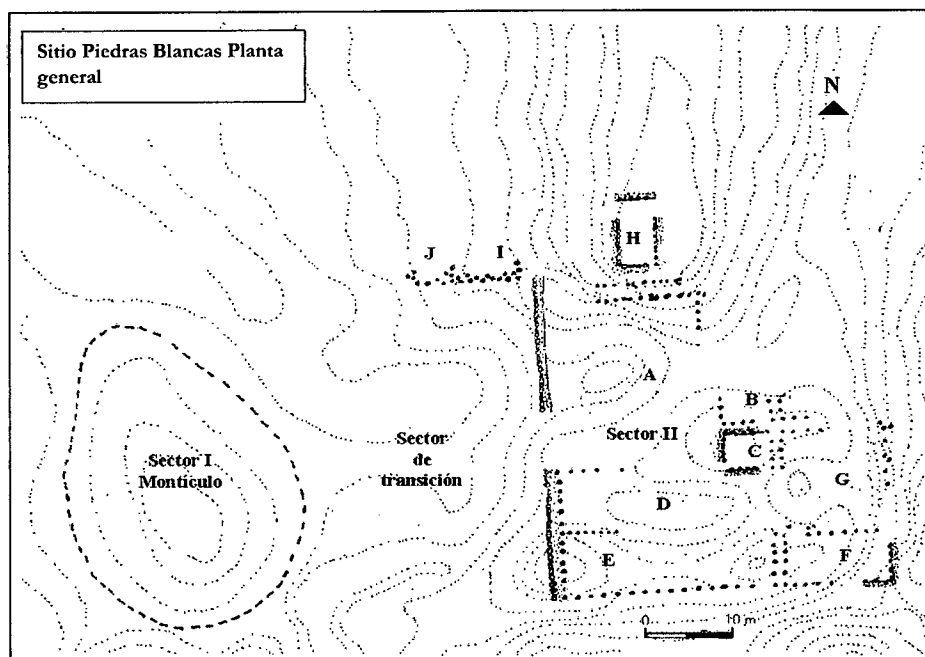 Sitio Piedras Blancas Planta
general
N
H
J
I
A
B
Sector II
C
Sector
de
transición
Sector I
Montículo
G
D
E
F
0
10 m